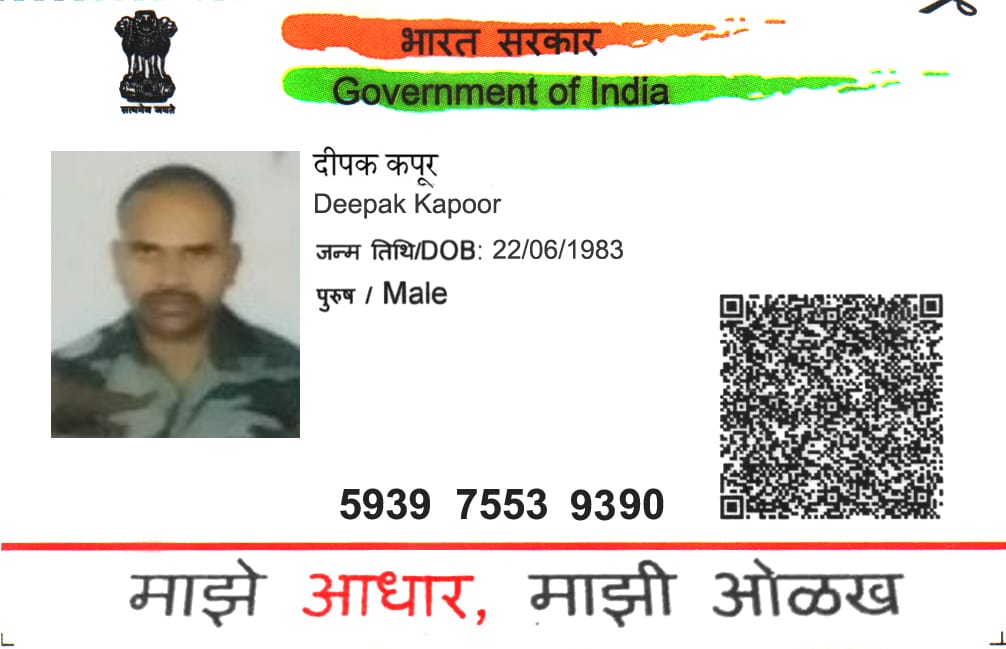 सत्यमेव जयते
भारत सरकार
Government of India
दीपक कपूर
Deepak Kapoor
जन्म तिथि/DOB: 22/06/1983
पुरुष / Male
5939 7553 9390
माझे आधार, माझी ओळख